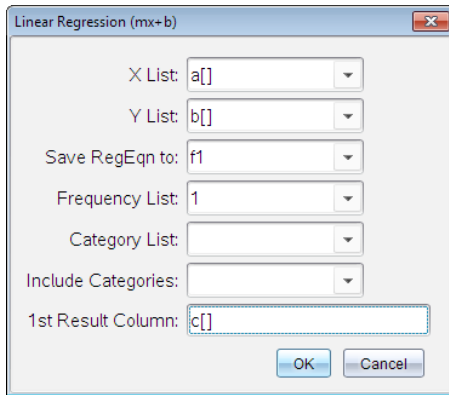 Linear Regression (mx+b)
X List: a[]
Y List: b[]
Save RegEqn to: f1
Frequency List: 1
Category List:
Include Categories:
1st Result Column: c[]
OK Cancel